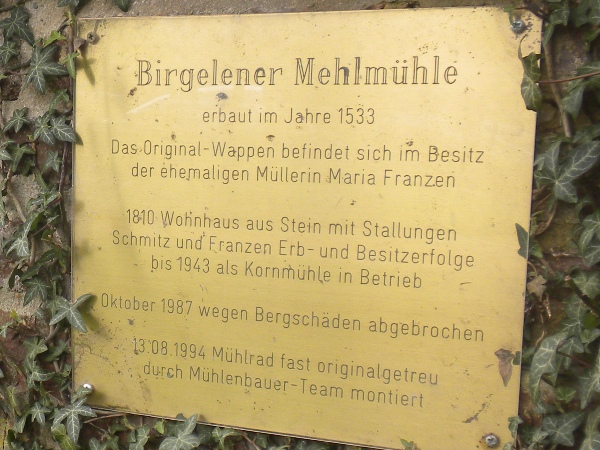 Birgelener Mehlmühle
erbaut im Jahre 1533
Das Original-Wappen befindet sich im Besitz
der ehemaligen Müllerin Maria Franzen
1810 Wohnhaus aus Stein mit Stallungen
Schmitz und Franzen Erb- und Besitzerfolge
bis 1943 als Kornmühle in Betrieb
Oktober 1987 wegen Bergschäden abgebrochen
13.08.1994 Mühlrad fast originalgetreu
durch Mühlenbauer-Team montiert